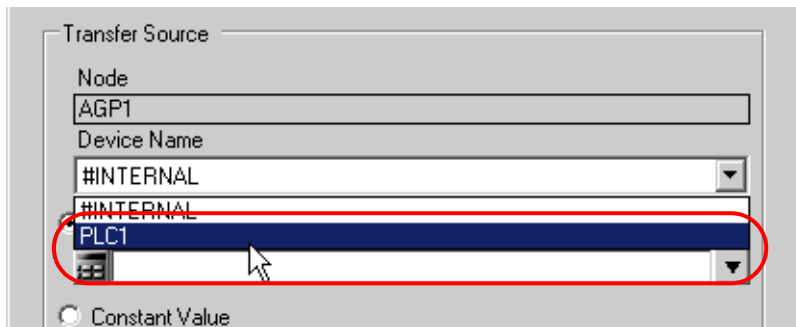 Transfer Source
Node
AGP1
Device Name
#INTERNAL
#INTERNAL
PLC1
Constant Value